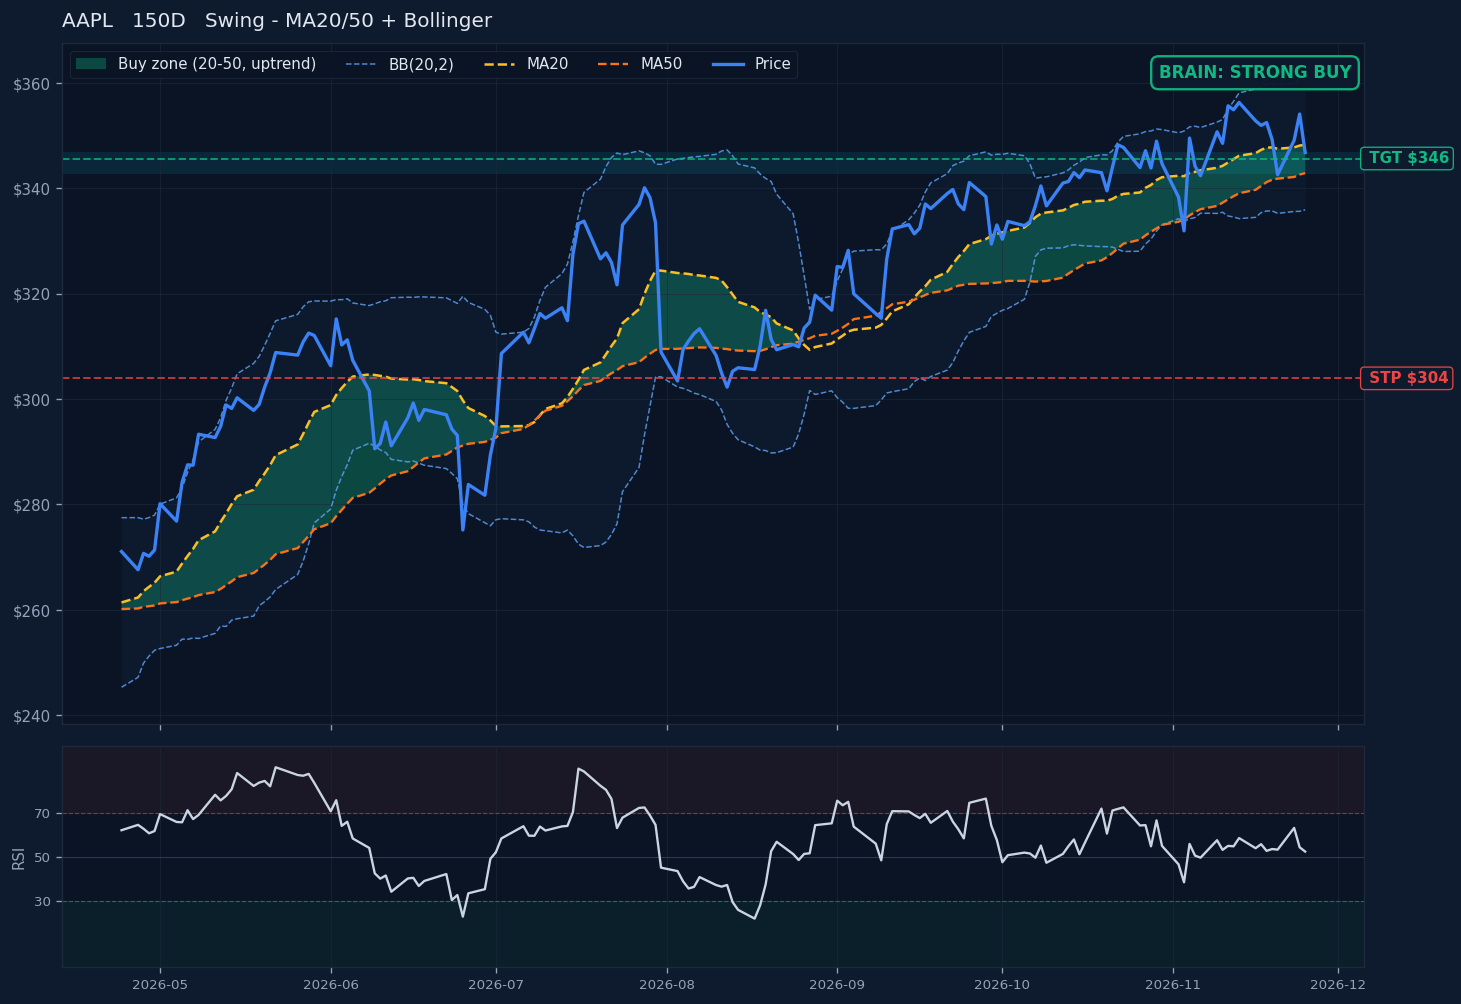 AAPL 150D Swing - MA20/50 + Bollinger
Buy zone (20-50, uptrend) BB(20,2) MA20 MA50 Price
BRAIN: STRONG BUY
$360
TGT $346
$340
$320
STP $304
$300
$280
$260
$240
RSI
70
50
30
2026-05 2026-06 2026-07 2026-08 2026-09 2026-10 2026-11 2026-12